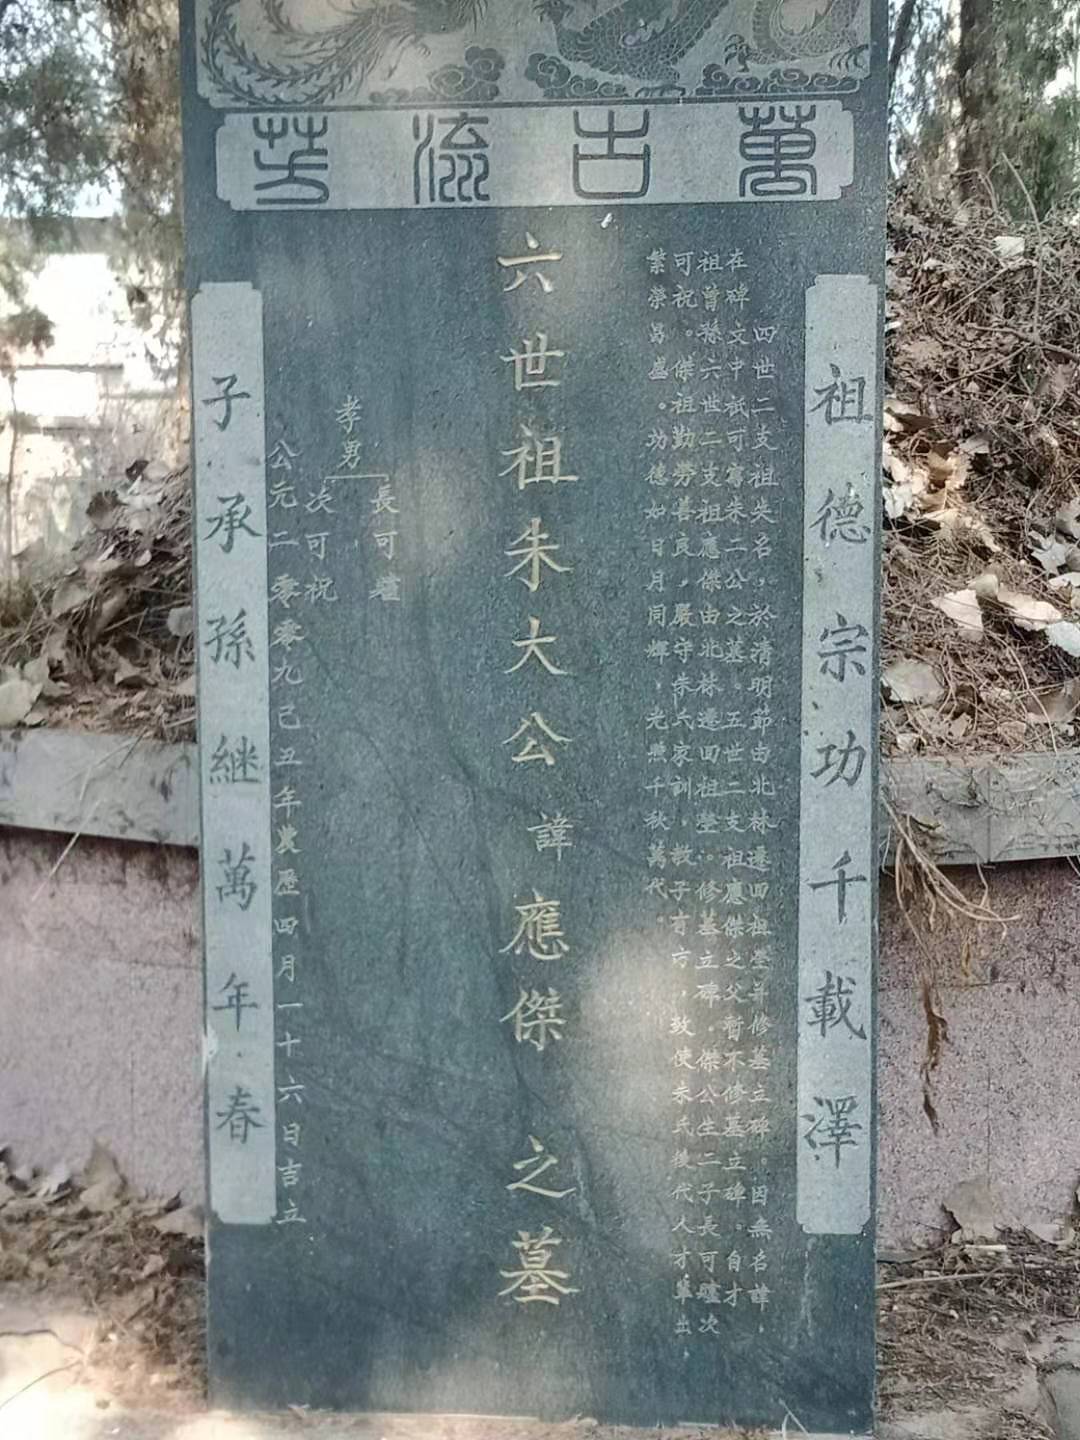 萬古流芳
祖德宗功千載澤
四世二支祖失名，於清明節由北林遷回祖塋并修墓立碑。因無名諱，
在碑文中祇可寫朱二公之墓。五世二支祖應傑之父暫不修墓立碑。自才
祖曾孫六世二支祖應傑由北林遷回祖塋。修墓立碑。傑公生二子長可 次
可祝。傑祖勤勞善良，嚴守朱氏家訓，教子有方，致使朱氏後代人才輩出
繁榮昌盛。功德如日月同輝，光照千秋萬代。
六世祖朱大公諱應傑之墓
長可
孝男
次可祝
公元二零零九己丑年農歷四月一十六日吉立
子承孫継萬年春